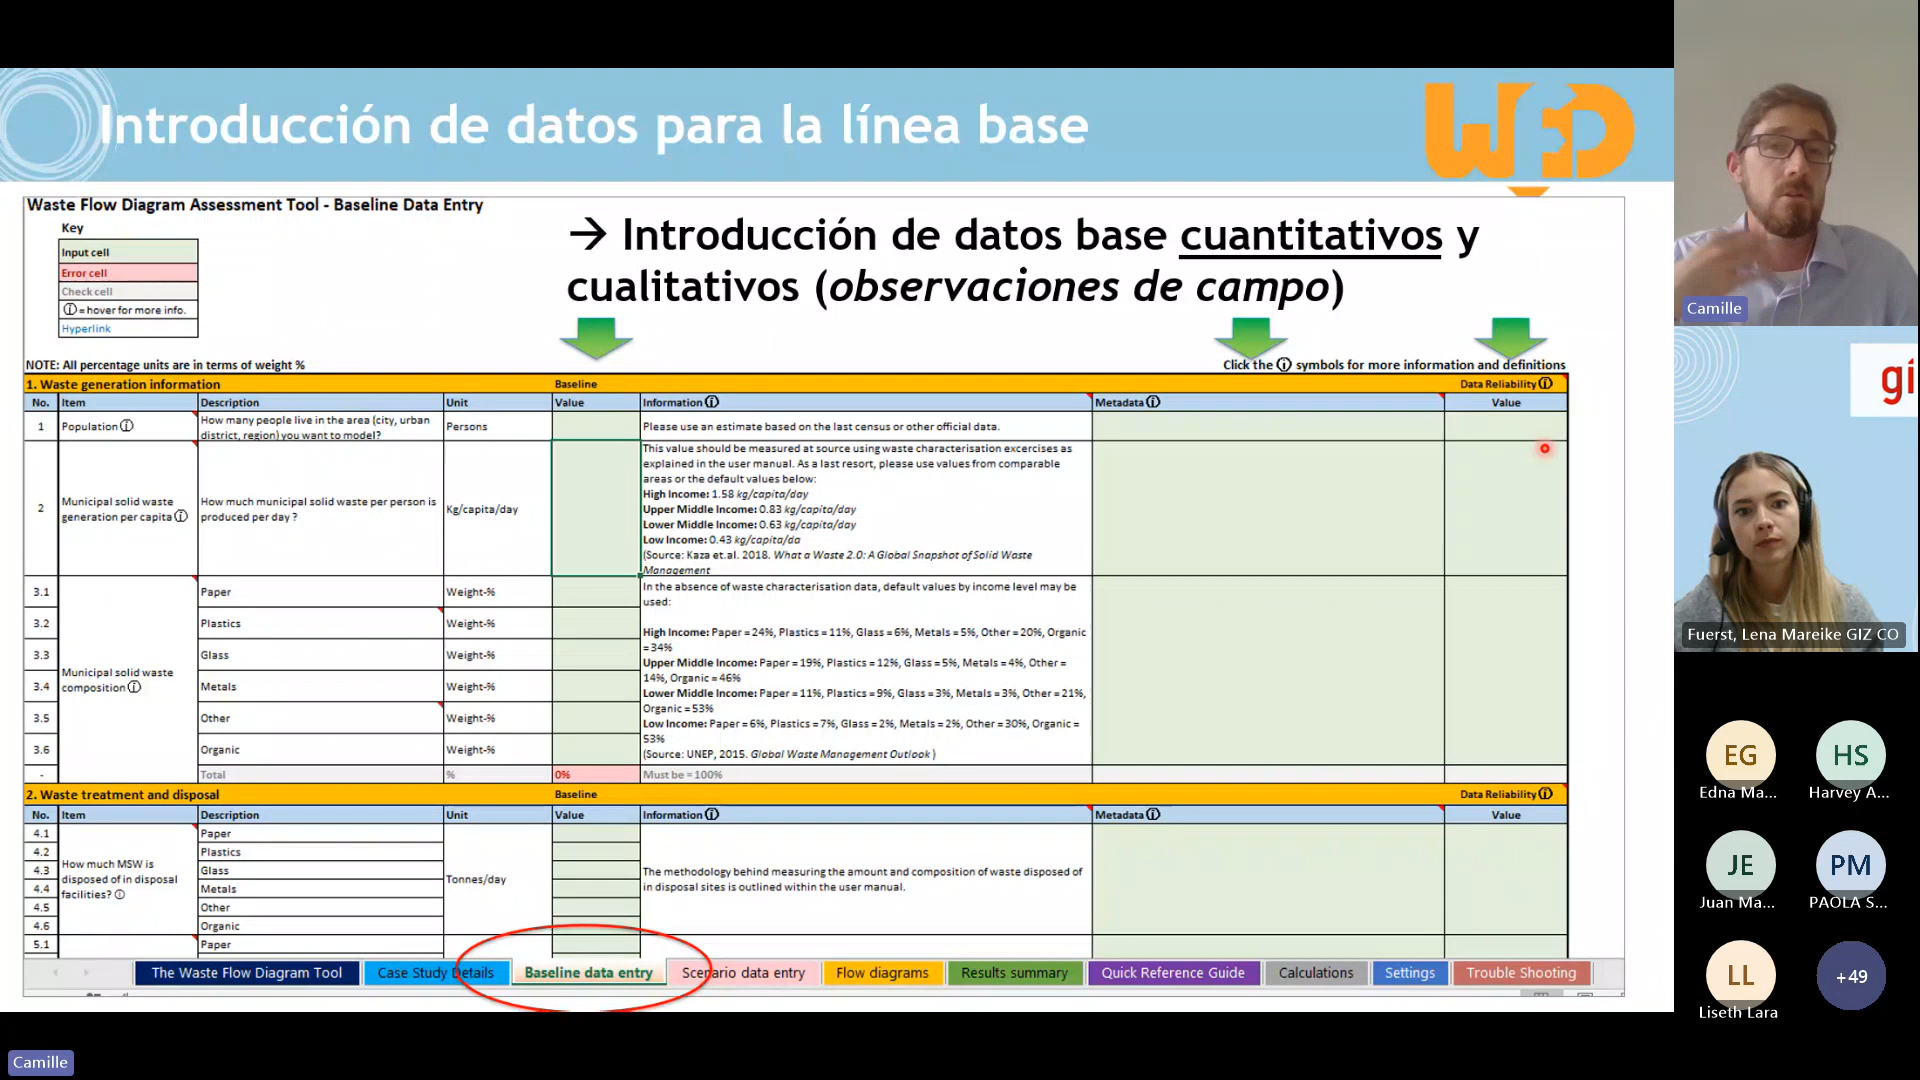 Introducción de datos para la línea base
WFD
Waste Flow Diagram Assessment Tool - Baseline Data Entry
Key
Input cell
Error cell
Check cell
ⓘ = hover for more info.
Hyperlink
→ Introducción de datos base cuantitativos y
cualitativos (observaciones de campo)
NOTE: All percentage units are in terms of weight %
Click the ⓘ symbols for more information and definitions
1. Waste generation information Baseline Data Reliability ⓘ
No. Item Description Unit Value Information ⓘ Metadata ⓘ Value
1 Population ⓘ How many people live in the area (city, urban
district, region) you want to model? Persons Please use an estimate based on the last census or other official data.
2 Municipal solid waste
generation per capita ⓘ
How much municipal solid waste per person is
produced per day ?
Kg/capita/day
This value should be measured at source using waste characterisation excercises as
explained in the user manual. As a last resort, please use values from comparable
areas or the default values below:
High Income: 1.58 kg/capita/day
Upper Middle Income: 0.83 kg/capita/day
Lower Middle Income: 0.63 kg/capita/day
Low Income: 0.43 kg/capita/da
(Source: Kaza et.al. 2018. What a Waste 2.0: A Global Snapshot of Solid Waste
Management
Municipal solid waste
composition ⓘ
3.1 Paper Weight-%
3.2 Plastics Weight-%
3.3 Glass Weight-%
3.4 Metals Weight-%
3.5 Other Weight-%
3.6 Organic Weight-%
In the absence of waste characterisation data, default values by income level may be
used:
High Income: Paper = 24%, Plastics = 11%, Glass = 6%, Metals = 5%, Other = 20%, Organic
= 34%
Upper Middle Income: Paper = 19%, Plastics = 12%, Glass = 5%, Metals = 4%, Other =
14%, Organic = 46%
Lower Middle Income: Paper = 11%, Plastics = 9%, Glass = 3%, Metals = 3%, Other = 21%,
Organic = 53%
Low Income: Paper = 6%, Plastics = 7%, Glass = 2%, Metals = 2%, Other = 30%, Organic =
53%
(Source: UNEP, 2015. Global Waste Management Outlook )
- Total % 0% Must be = 100%
2. Waste treatment and disposal Baseline Data Reliability ⓘ
No. Item Description Unit Value Information ⓘ Metadata ⓘ Value
How much MSW is
disposed of in disposal
facilities? ⓘ
4.1 Paper
4.2 Plastics
4.3 Glass
4.4 Metals
4.5 Other
4.6 Organic
Tonnes/day
The methodology behind measuring the amount and composition of waste disposed of
in disposal sites is outlined within the user manual.
5.1 Paper
The Waste Flow Diagram Tool Case Study Details Baseline data entry Scenario data entry Flow diagrams Results summary Quick Reference Guide Calculations Settings Trouble Shooting
Camille
Camille
gi
Fuerst, Lena Mareike GIZ CO
EG HS
Edna Ma... Harvey A...
JE PM
Juan Ma... PAOLA S...
LL +49
Liseth Lara